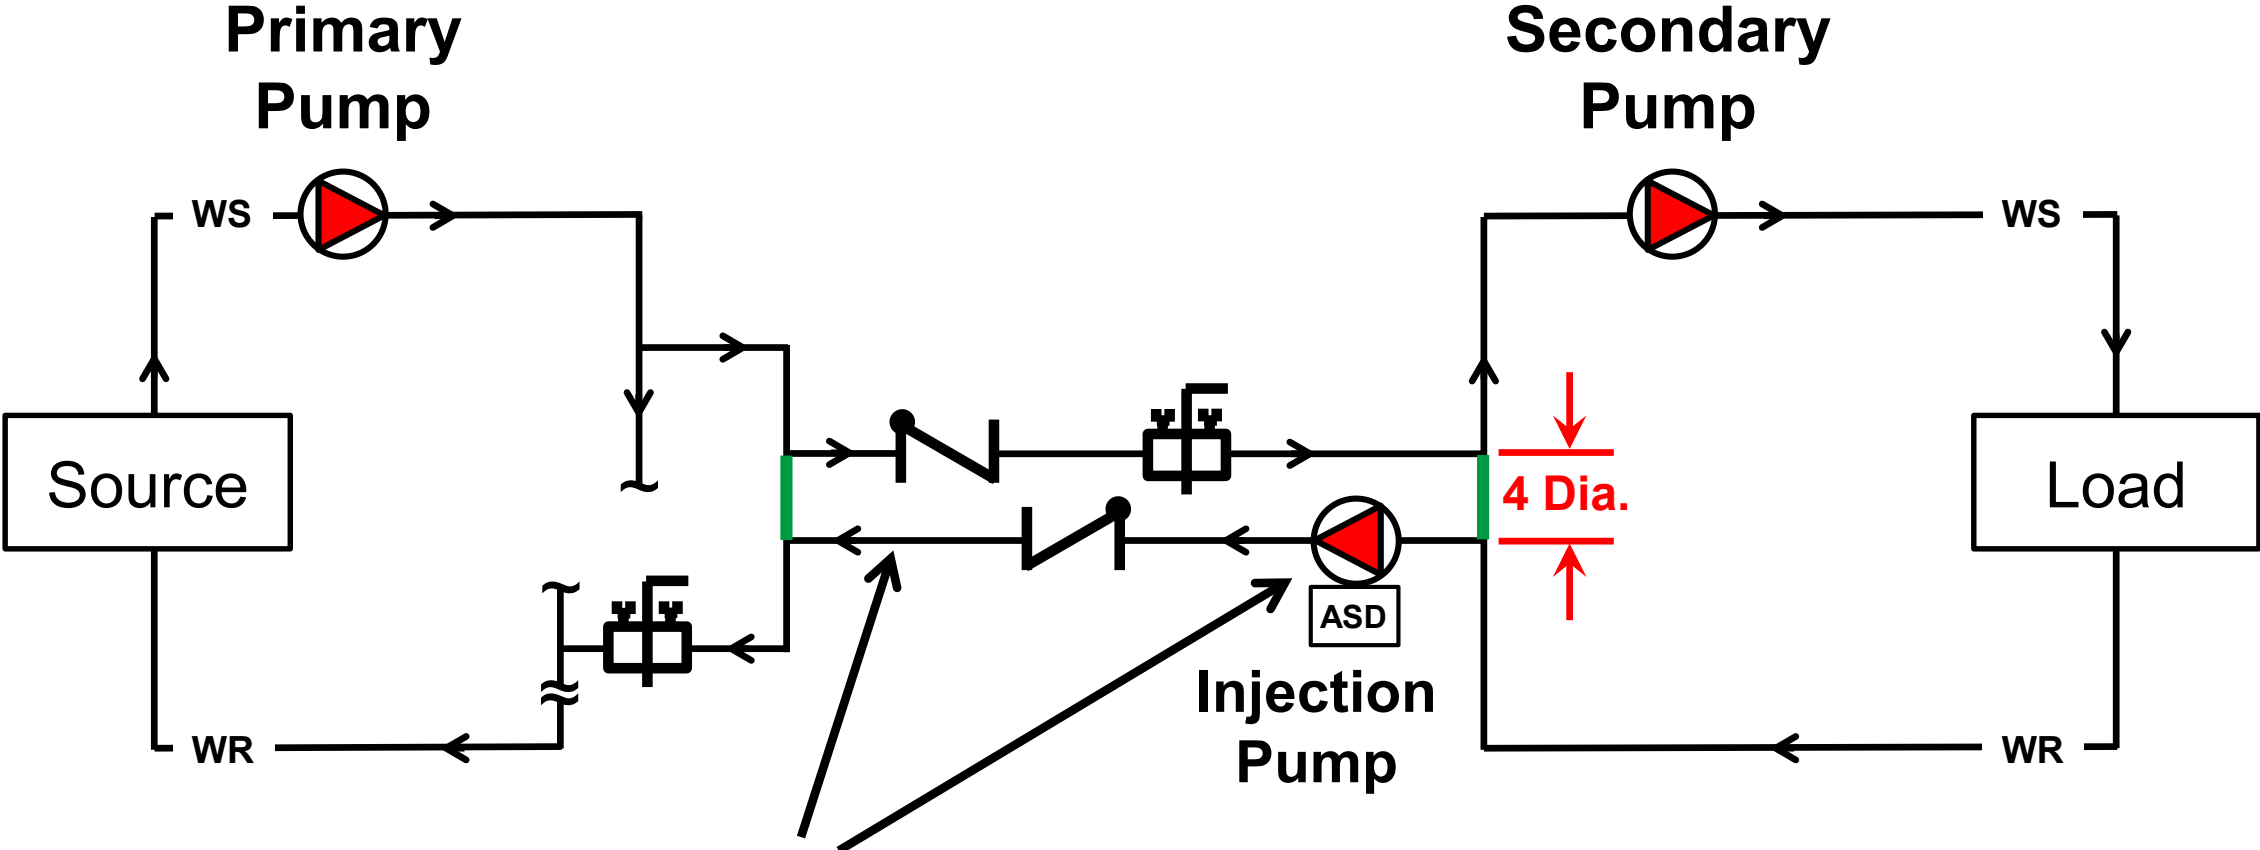 Primary
Pump
Secondary
Pump
WS
WS
Source
4 Dia.
Load
ASD
Injection
Pump
WR
WR